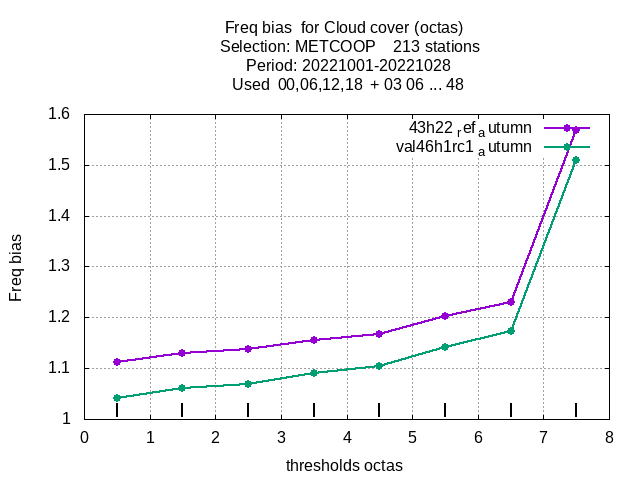 Freq bias  for Cloud cover (octas)
Selection: METCOOP    213 stations
Period: 20221001-20221028
Used  00,06,12,18  + 03 06 ... 48
43h22 ref autumn
val46h1rc1 autumn
1.6
1.5
1.4
1.3
1.2
1.1
1
Freq bias
0 1 2 3 4 5 6 7 8
thresholds octas